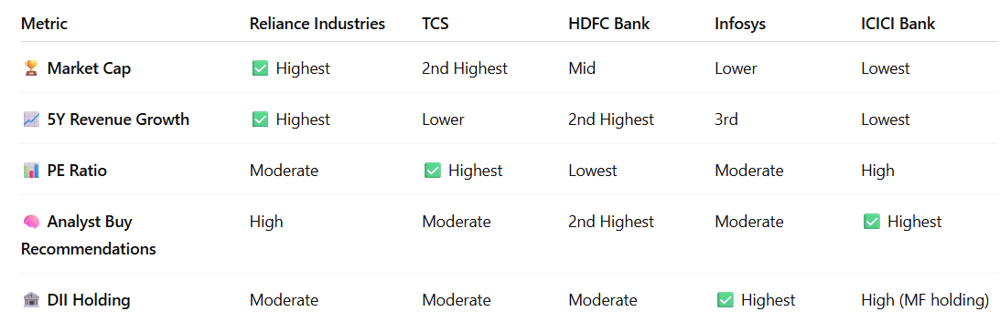 Metric Reliance Industries TCS HDFC Bank Infosys ICICI Bank
🏆 Market Cap ✅ Highest 2nd Highest Mid Lower Lowest
📈 5Y Revenue Growth ✅ Highest Lower 2nd Highest 3rd Lowest
📊 PE Ratio Moderate ✅ Highest Lowest Moderate High
🧠 Analyst Buy High Moderate 2nd Highest Moderate ✅ Highest
Recommendations
🏦 DII Holding Moderate Moderate Moderate ✅ Highest High (MF holding)